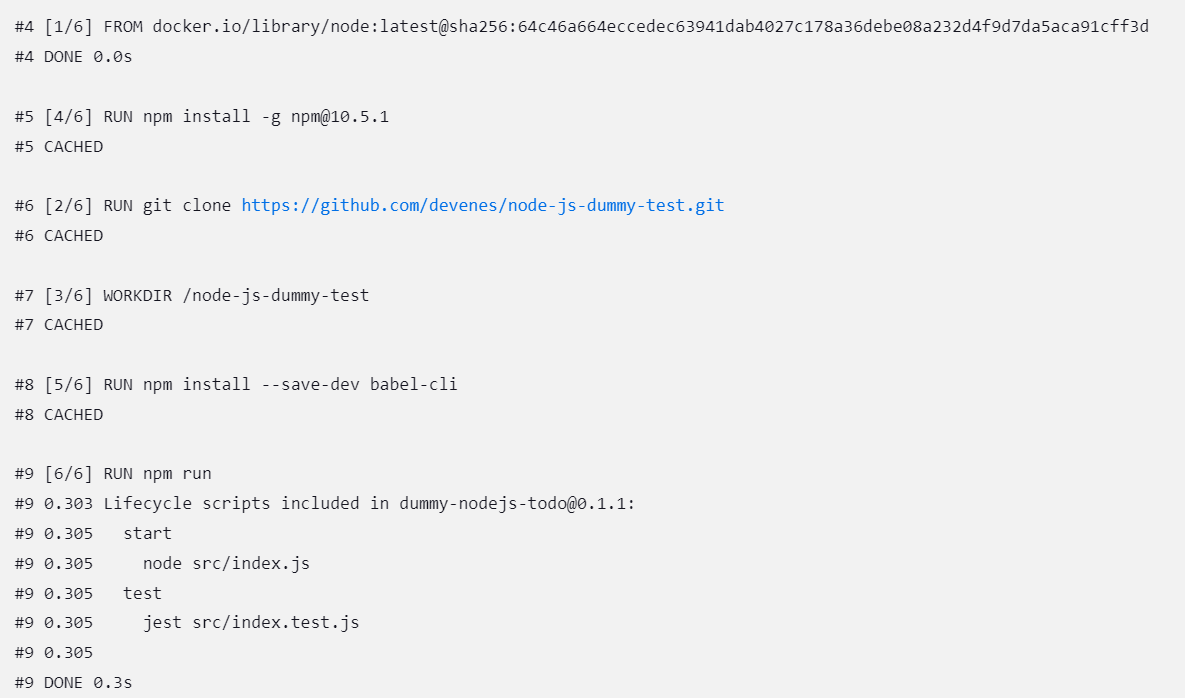 #4 [1/6] FROM docker.io/library/node:latest@sha256:64c46a664eccedec63941dab4027c178a36debe08a232d4f9d7da5aca91cff3d
#4 DONE 0.0s
#5 [4/6] RUN npm install -g npm@10.5.1
#5 CACHED
#6 [2/6] RUN git clone https://github.com/devenes/node-js-dummy-test.git
#6 CACHED
#7 [3/6] WORKDIR /node-js-dummy-test
#7 CACHED
#8 [5/6] RUN npm install --save-dev babel-cli
#8 CACHED
#9 [6/6] RUN npm run
#9 0.303 Lifecycle scripts included in dummy-nodejs-todo@0.1.1:
#9 0.305   start
#9 0.305     node src/index.js
#9 0.305   test
#9 0.305     jest src/index.test.js
#9 0.305
#9 DONE 0.3s